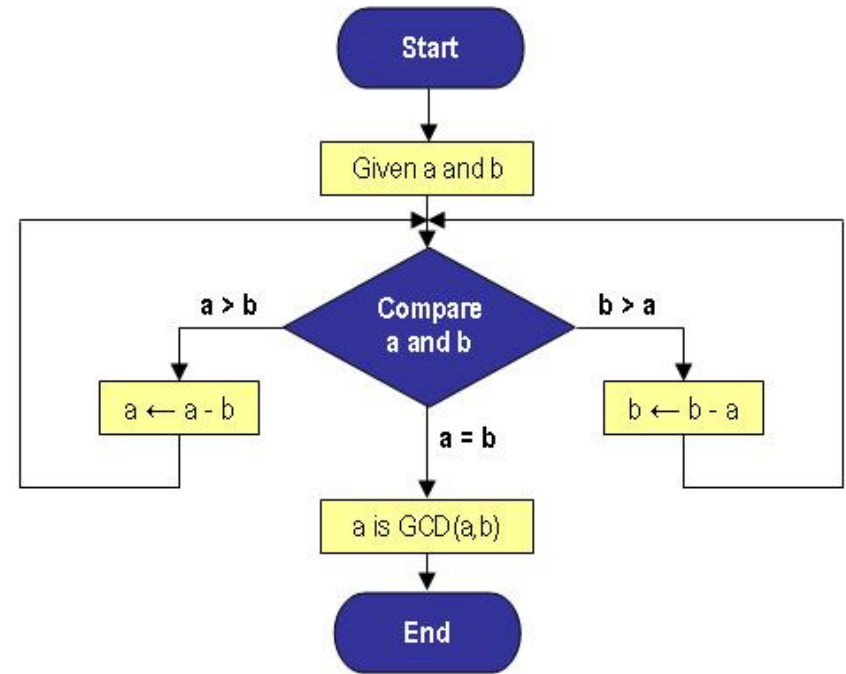 Start
Given a and b
a > b
Compare
a and b
b > a
a ← a - b
b ← b - a
a = b
a is GCD(a,b)
End